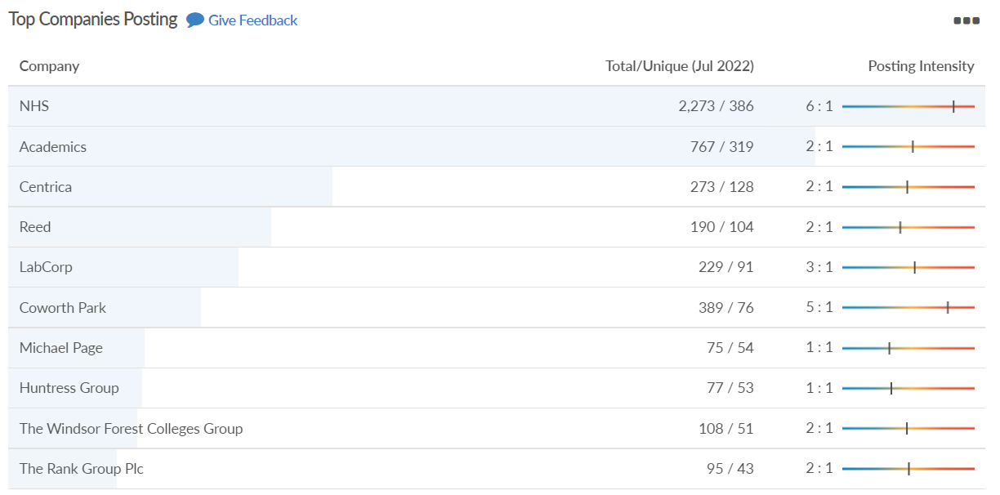 Top Companies Posting Give Feedback
Company Total/Unique (Jul 2022) Posting Intensity
NHS 2,273 / 386 6 : 1
Academics 767 / 319 2 : 1
Centrica 273 / 128 2 : 1
Reed 190 / 104 2 : 1
LabCorp 229 / 91 3 : 1
Coworth Park 389 / 76 5 : 1
Michael Page 75 / 54 1 : 1
Huntress Group 77 / 53 1 : 1
The Windsor Forest Colleges Group 108 / 51 2 : 1
The Rank Group Plc 95 / 43 2 : 1